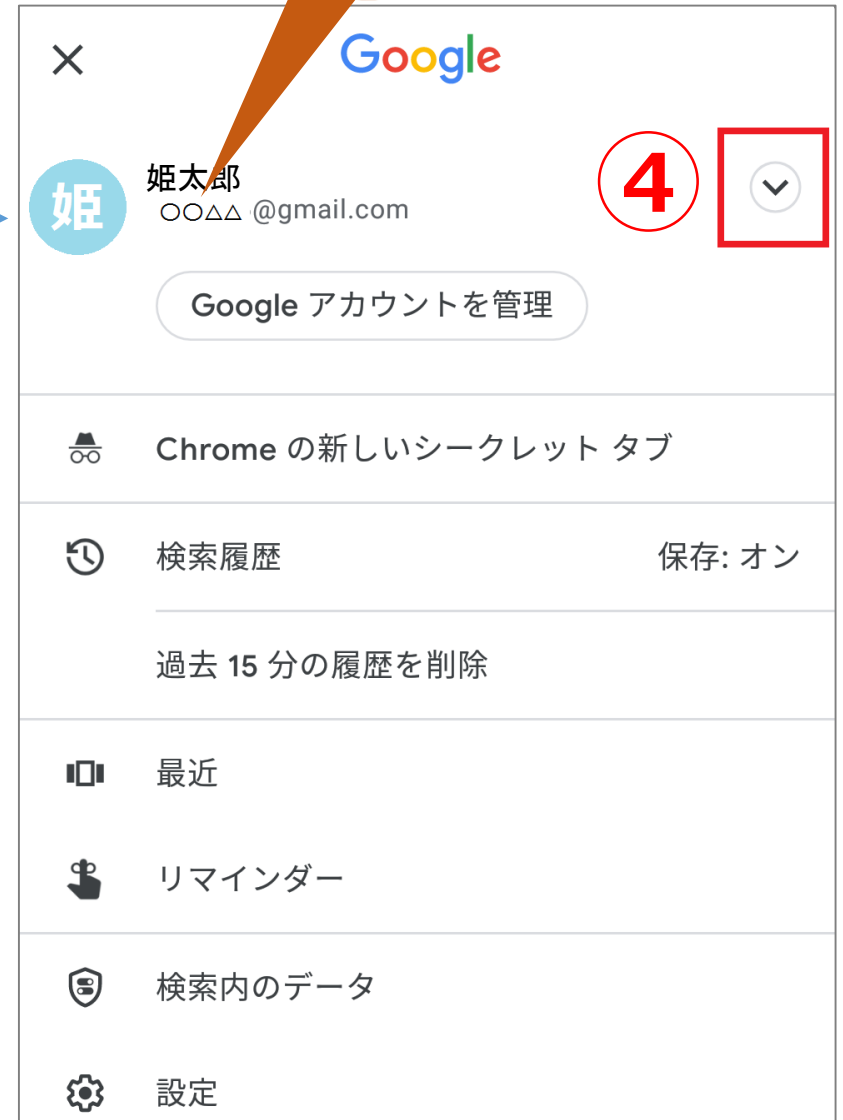 Google
姫太郎
姫
○○△△ @gmail.com
④
Google アカウントを管理
Chrome の新しいシークレット タブ
検索履歴
保存: オン
過去 15 分の履歴を削除
最近
リマインダー
検索内のデータ
設定